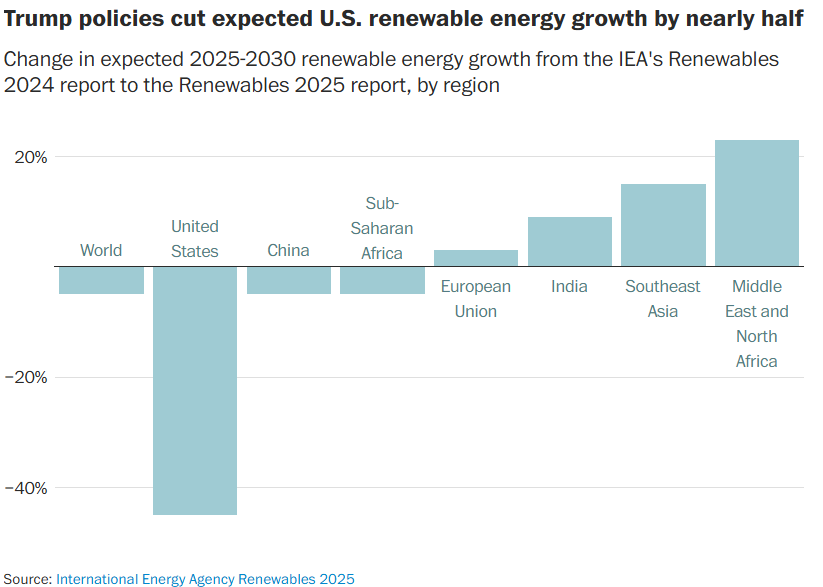 Trump policies cut expected U.S. renewable energy growth by nearly half
Change in expected 2025-2030 renewable energy growth from the IEA's Renewables
2024 report to the Renewables 2025 report, by region
20%
−20%
−40%
World
United
States
China
Sub-
Saharan
Africa
European
Union
India
Southeast
Asia
Middle
East and
North
Africa
Source: International Energy Agency Renewables 2025